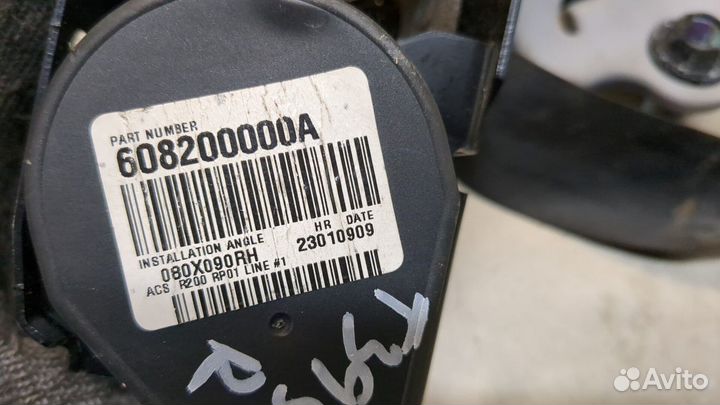 PART NUMBER
608200000A
INSTALLATION ANGLE HR DATE
080X090RH 23010909
ACS R200 RP01 LINE #1
Avito